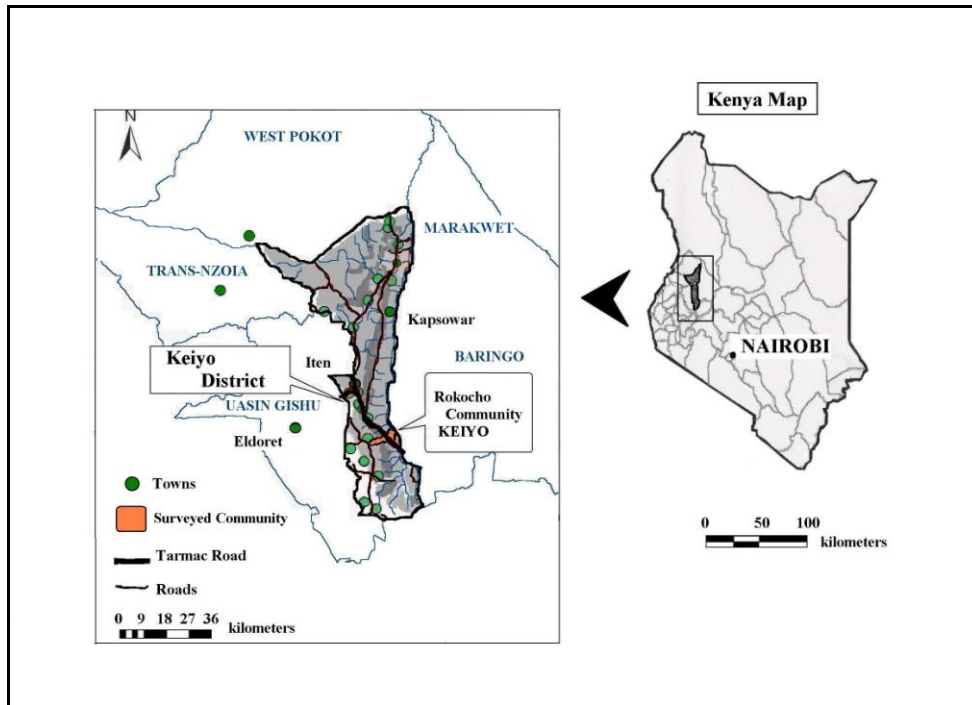 Kenya Map
N
WEST POKOT
MARAKWET
TRANS-NZOIA
Kapsowar
NAIROBI
Iten
BARINGO
Keiyo
District
Rokocho
Community
KEIYO
UASIN GISHU
Eldoret
Towns
Surveyed Community
Tarmac Road
Roads
0 9 18 27 36
kilometers
0 50 100
kilometers